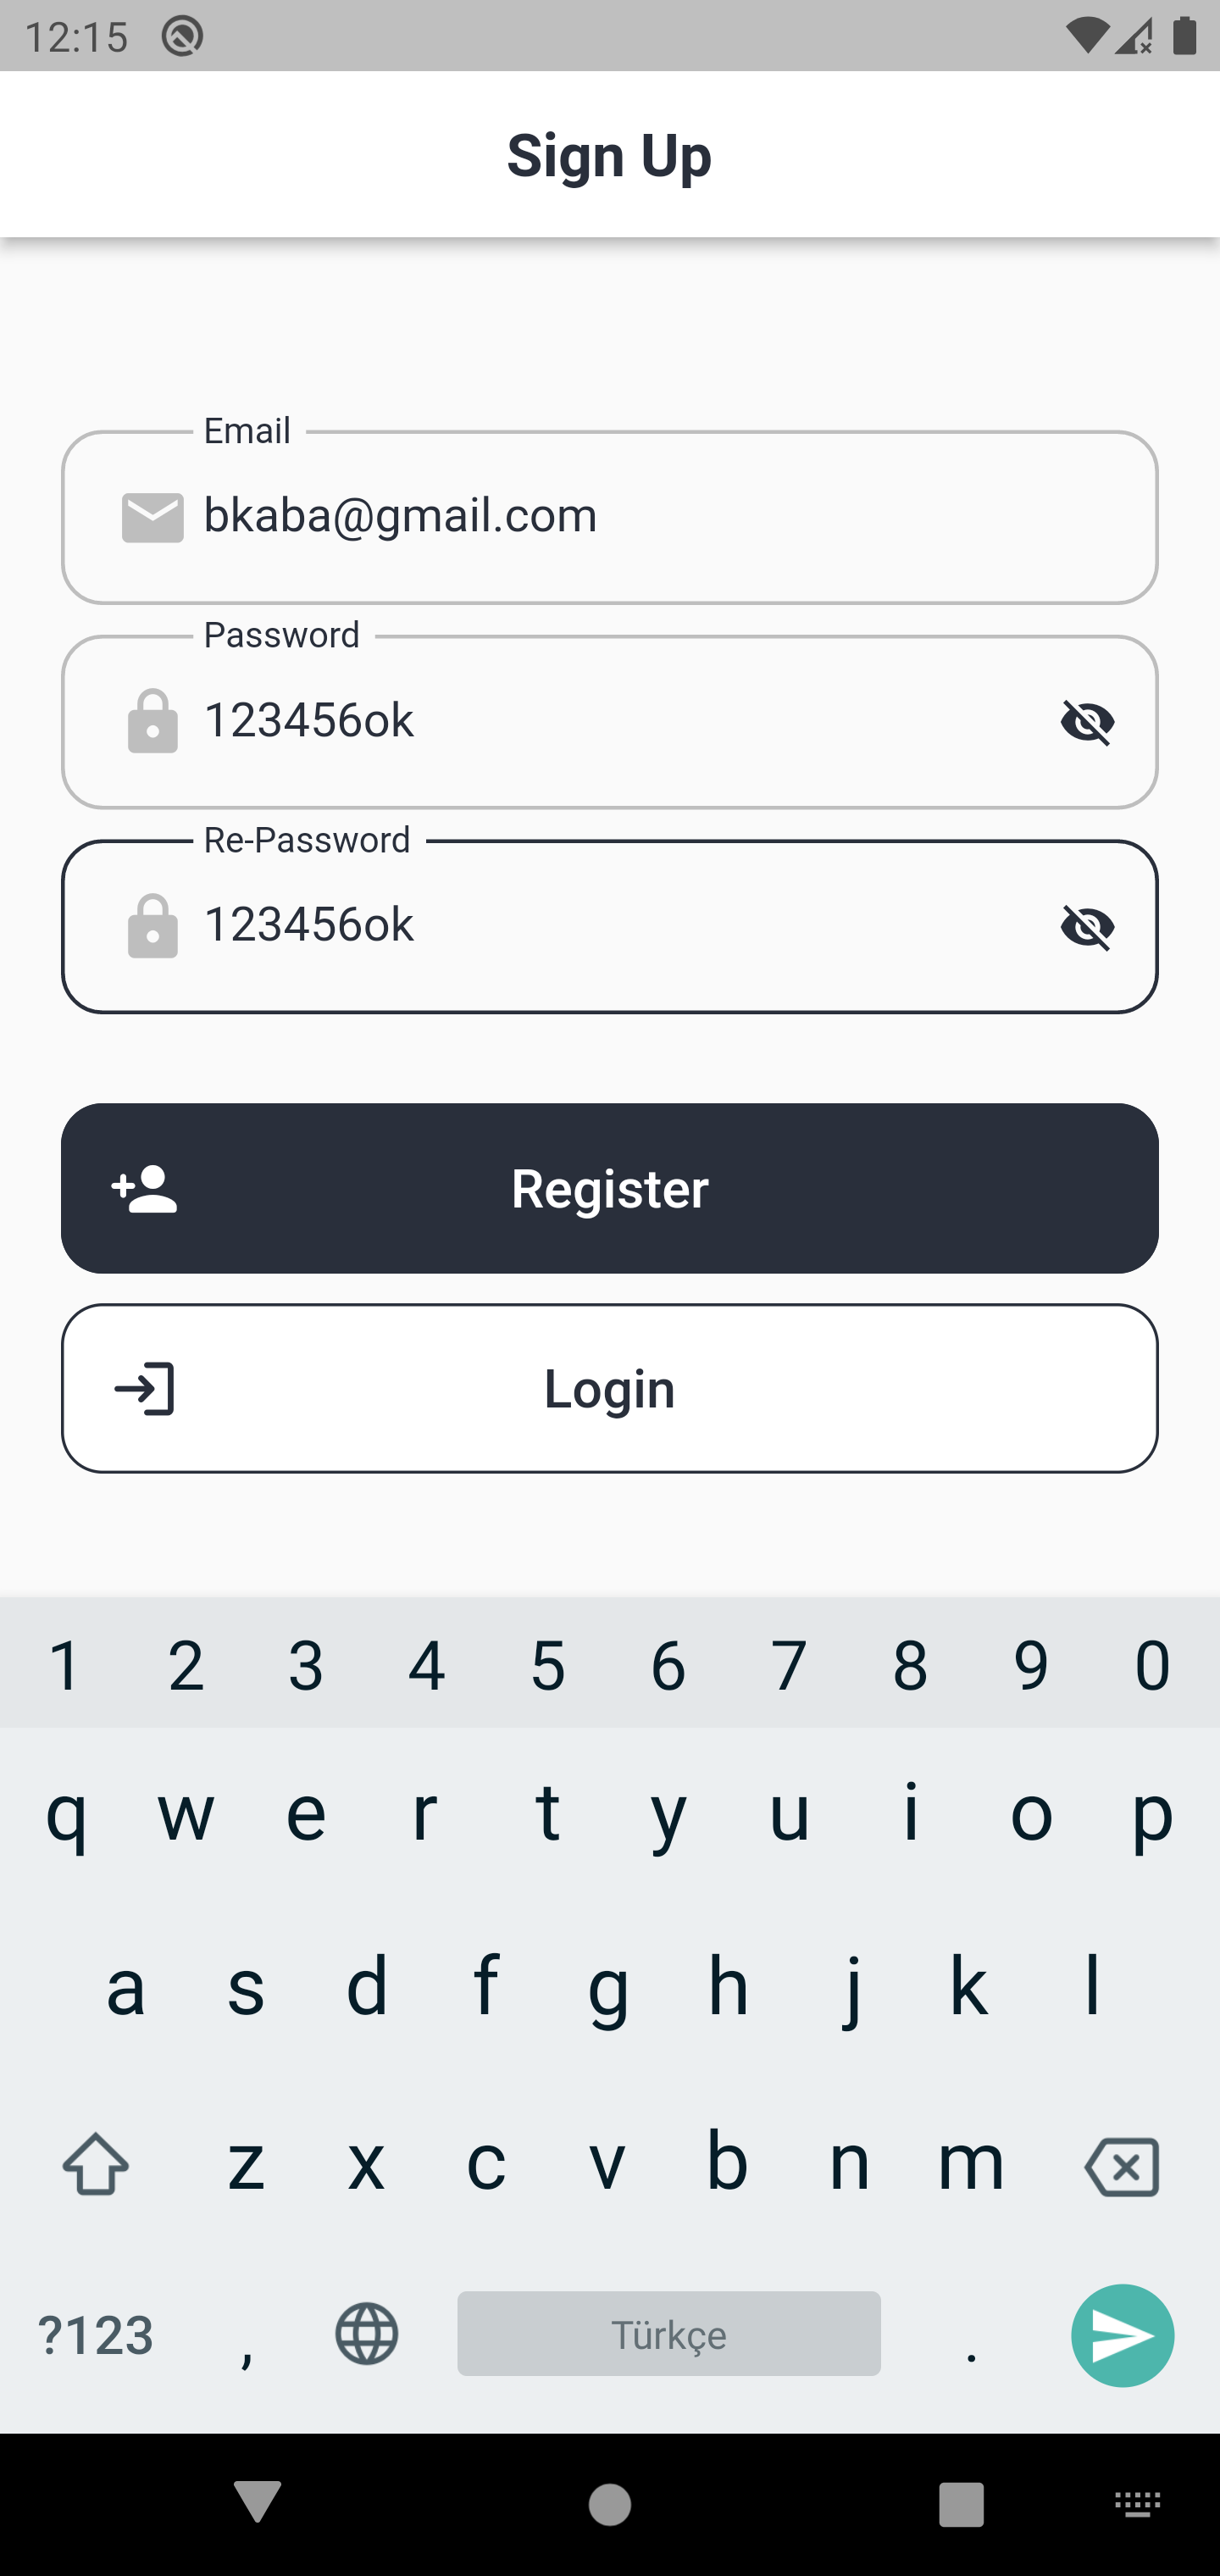 12:15
Sign Up
Email
bkaba@gmail.com
Password
123456ok
Re-Password
123456ok
Register
Login
1 2 3 4 5 6 7 8 9 0
q w e r t y u i o p
a s d f g h j k l
z x c v b n m
?123 , Türkçe .